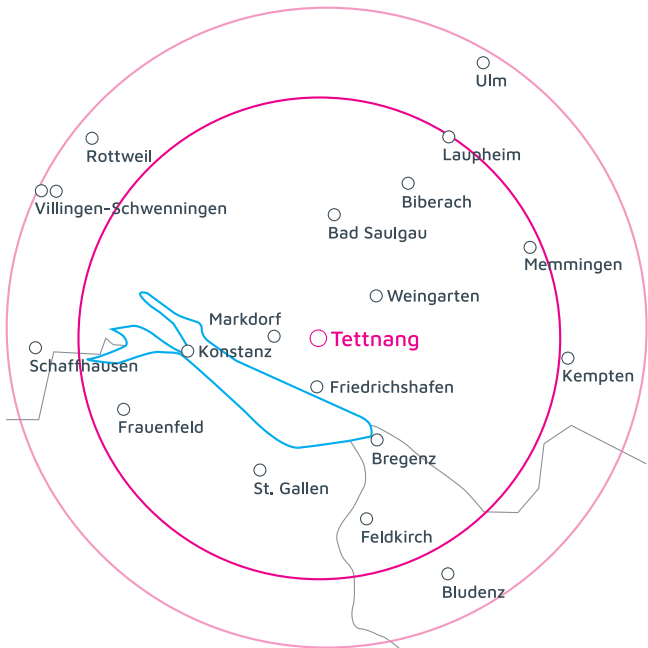 Ulm
Laupheim
Rottweil
Biberach
Villingen-Schwenningen
Bad Saulgau
Memmingen
Weingarten
Markdorf
Tettnang
Konstanz
Schaffhausen
Kempten
Friedrichshafen
Frauenfeld
Bregenz
St. Gallen
Feldkirch
Bludenz